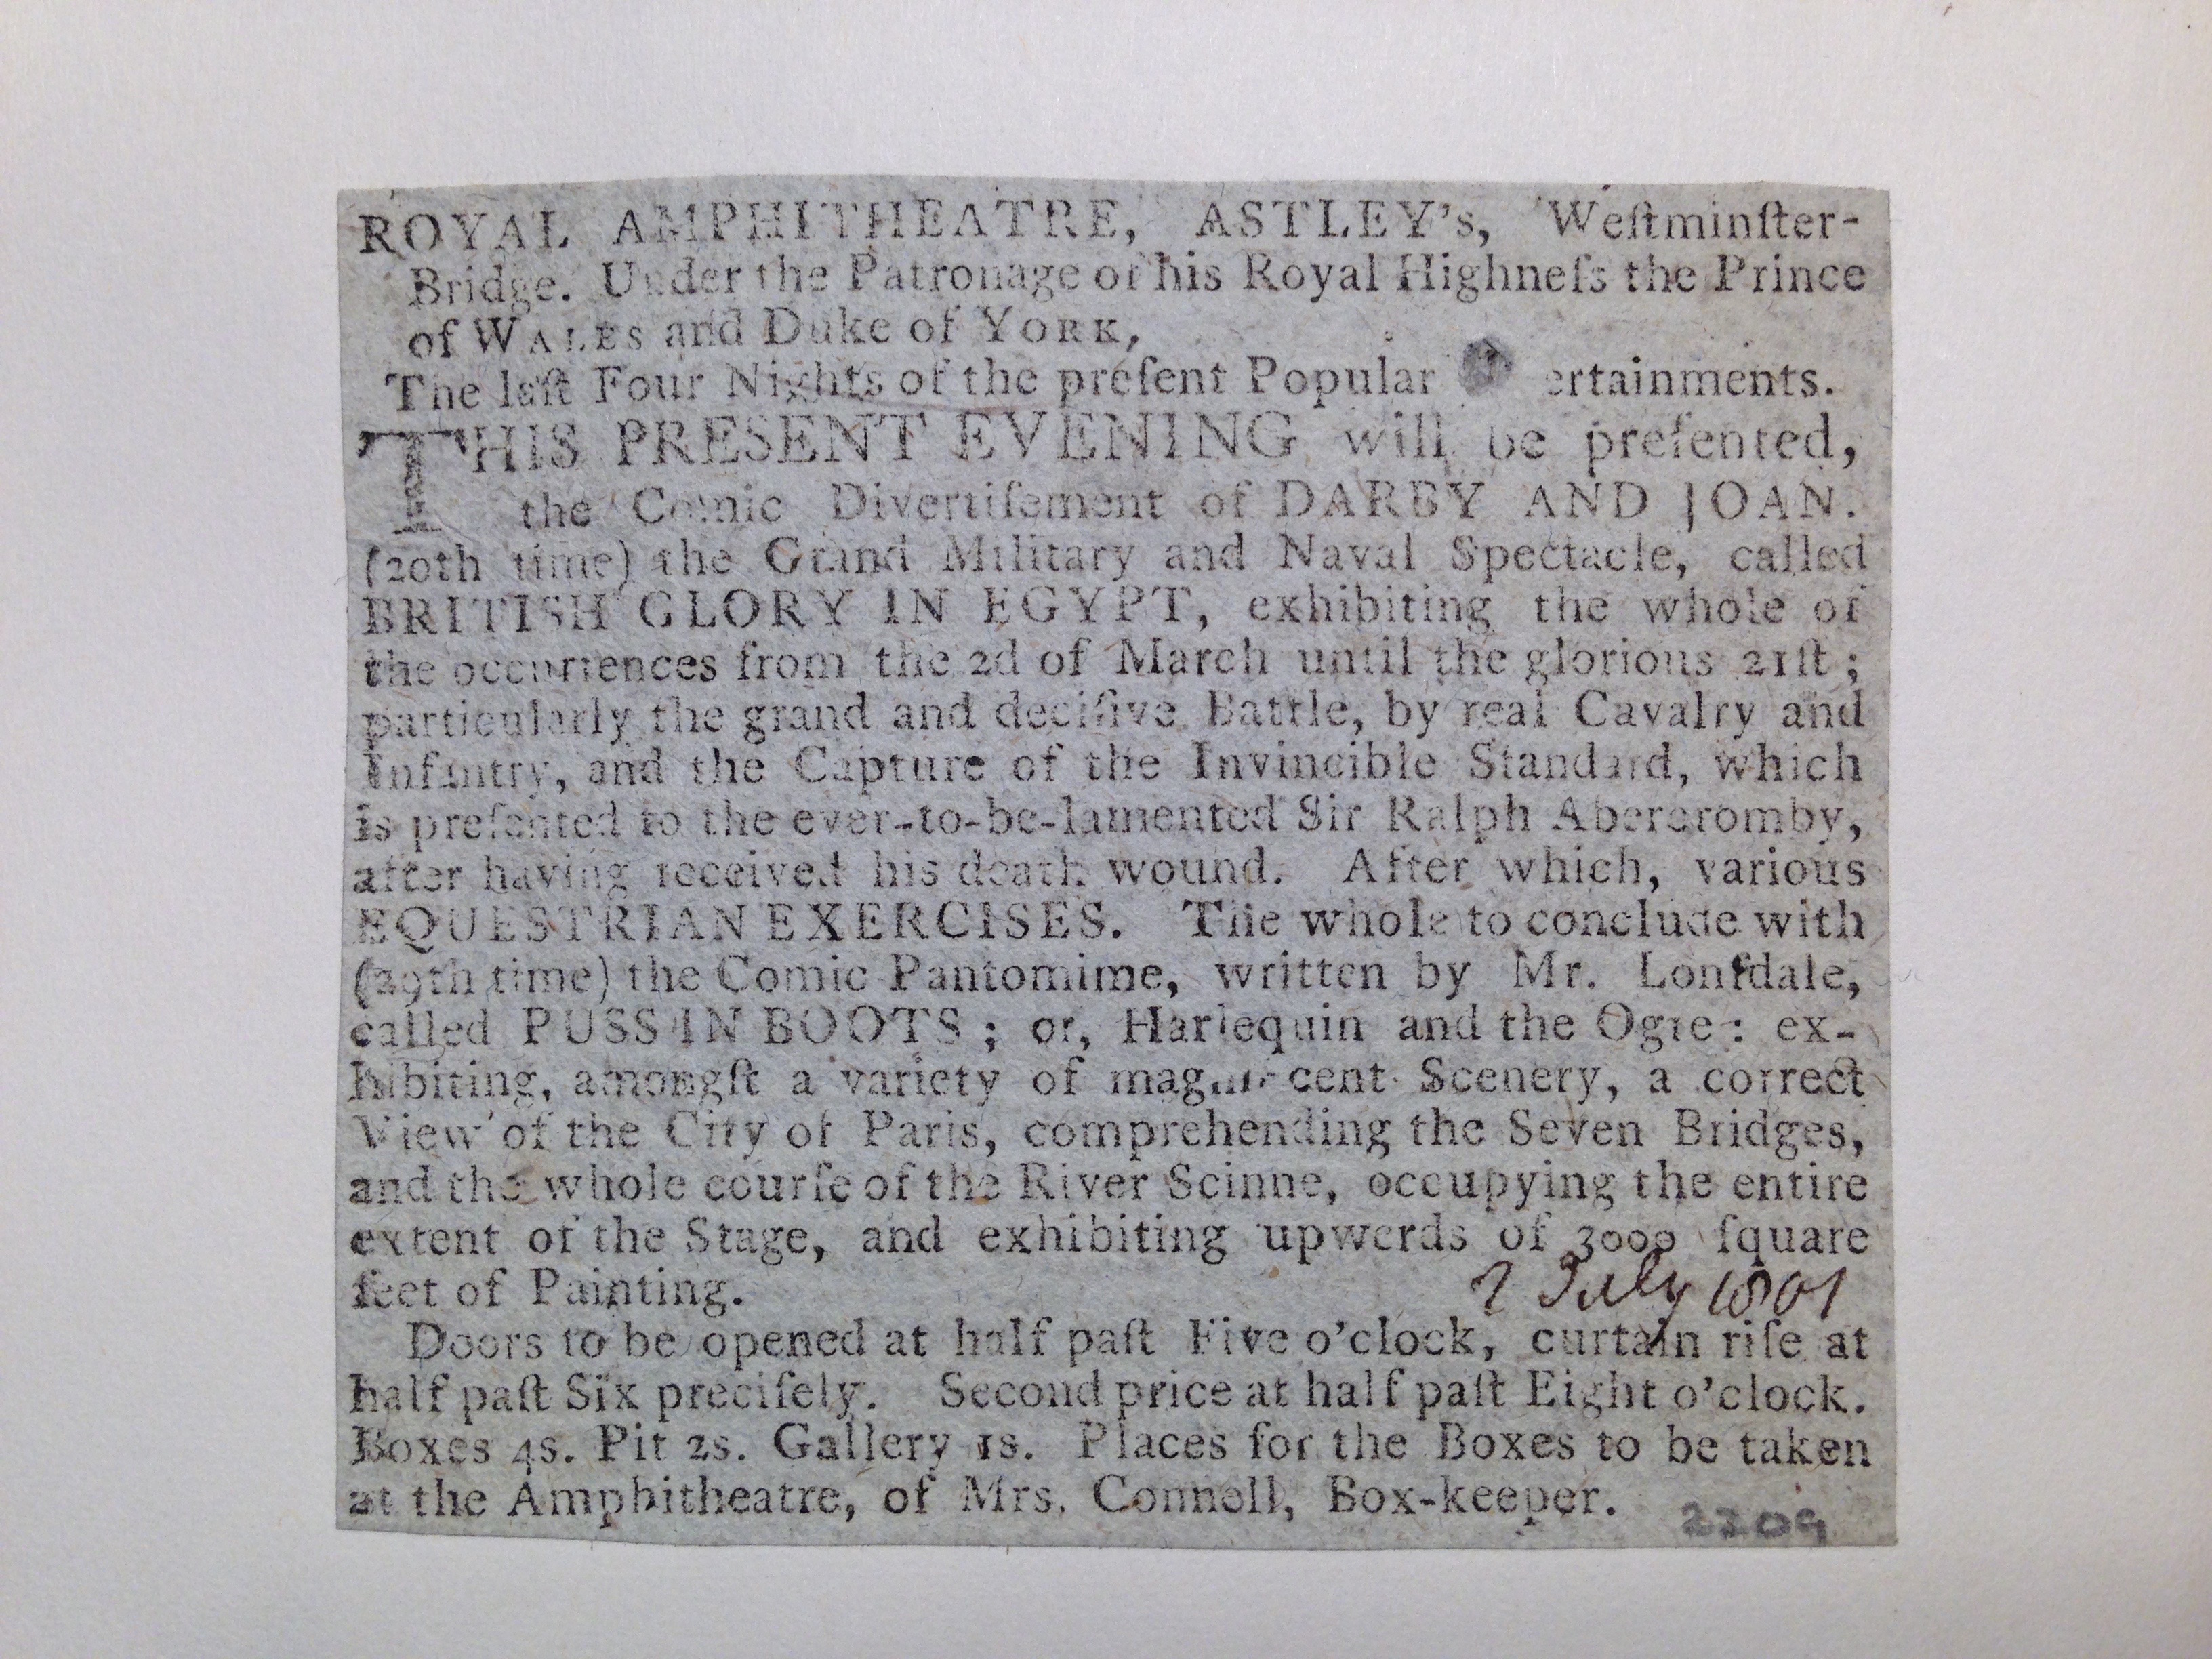 ROYAL AMPHITHEATRE, ASTLEY's, Weſtminſter-
Bridge. Under the Patronage of his Royal Highneſs the Prince
of WALES and Duke of YORK,
The laſt Four Nights of the preſent Popular ertainments.
THIS PRESENT EVENING will be preſented,
the Comic Divertiſement of DARBY AND JOAN.
(20th time) the Grand Military and Naval Spectacle, called
BRITISH GLORY IN EGYPT, exhibiting the whole of
the occurrences from the 2d of March until the glorious 21ſt;
particularly the grand and deciſive Battle, by real Cavalry and
Infantry, and the Capture of the Invincible Standard, which
is preſented to the ever-to-be-lamented Sir Ralph Abercromby,
after having received his death wound. After which, various
EQUESTRIAN EXERCISES. The whole to conclude with
(29th time) the Comic Pantomime, written by Mr. Lonſdale,
called PUSS IN BOOTS; or, Harlequin and the Ogre: ex-
hibiting, amongſt a variety of magnificent Scenery, a correct
View of the City of Paris, comprehending the Seven Bridges,
and the whole courſe of the River Scinne, occupying the entire
extent of the Stage, and exhibiting upwerds of 3000 ſquare
feet of Painting.
2 July 1801
Doors to be opened at half paſt Five o'clock, curtain riſe at
half paſt Six preciſely. Second price at half paſt Eight o'clock.
Boxes 4s. Pit 2s. Gallery 1s. Places for the Boxes to be taken
at the Amphitheatre, of Mrs. Connell, Box-keeper.
2209